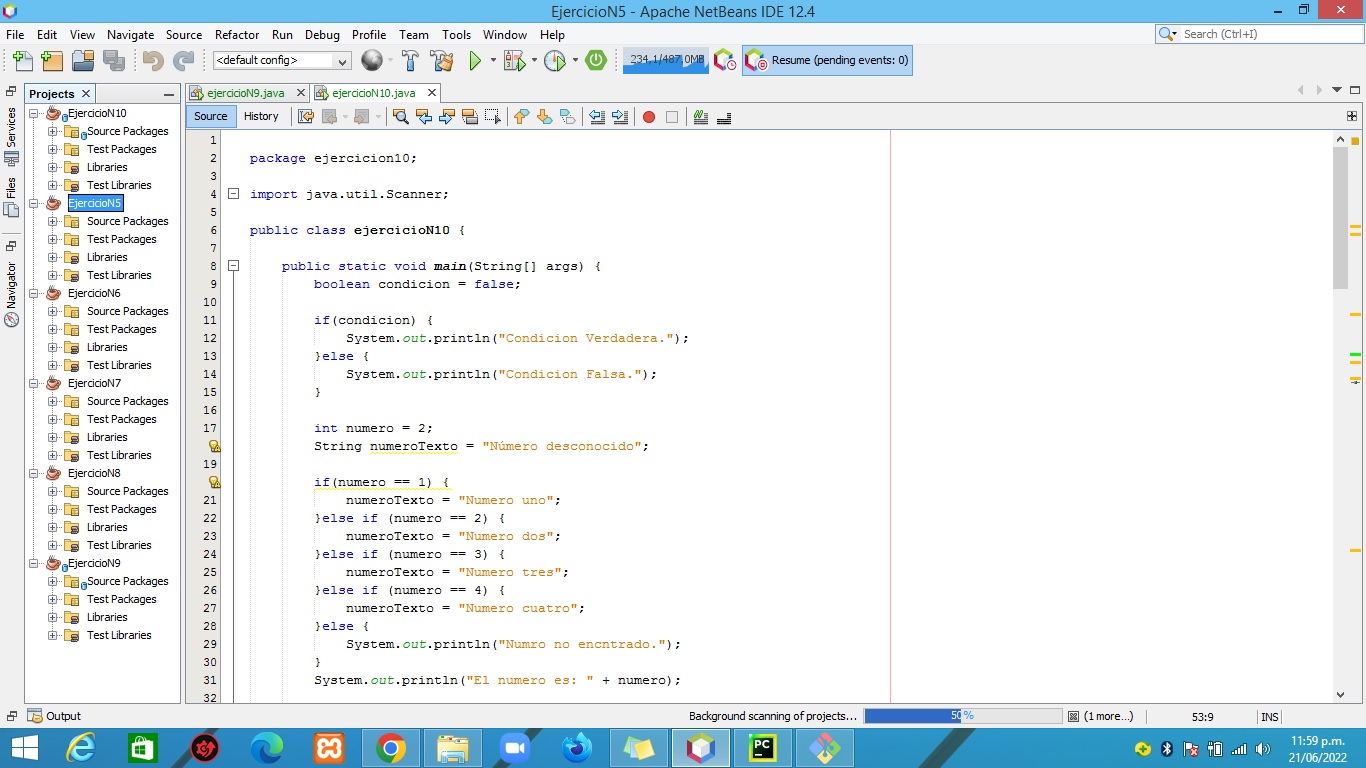 EjercicioN5 - Apache NetBeans IDE 12.4
File Edit View Navigate Source Refactor Run Debug Profile Team Tools Window Help
Search (Ctrl+I)
<default config>
234,1/487,0MB
Resume (pending events: 0)
Services
Files
Navigator
Projects
EjercicioN10
Source Packages
Test Packages
Libraries
Test Libraries
EjercicioN5
Source Packages
Test Packages
Libraries
Test Libraries
EjercicioN6
Source Packages
Test Packages
Libraries
Test Libraries
EjercicioN7
Source Packages
Test Packages
Libraries
Test Libraries
EjercicioN8
Source Packages
Test Packages
Libraries
Test Libraries
EjercicioN9
Source Packages
Test Packages
Libraries
Test Libraries
ejercicioN9.java ejercicioN10.java
Source History
1
2 package ejercicion10;
3
4 import java.util.Scanner;
5
6 public class ejercicioN10 {
7
8 public static void main(String[] args) {
9 boolean condicion = false;
10
11 if(condicion) {
12 System.out.println("Condicion Verdadera.");
13 }else {
14 System.out.println("Condicion Falsa.");
15 }
16
17 int numero = 2;
String numeroTexto = "Número desconocido";
19
if(numero == 1) {
21 numeroTexto = "Numero uno";
22 }else if (numero == 2) {
23 numeroTexto = "Numero dos";
24 }else if (numero == 3) {
25 numeroTexto = "Numero tres";
26 }else if (numero == 4) {
27 numeroTexto = "Numero cuatro";
28 }else {
29 System.out.println("Numro no encntrado.");
30 }
31 System.out.println("El numero es: " + numero);
32
Output
Background scanning of projects... 50% (1 more...) 53:9 INS
PC
11:59 p.m.
21/06/2022